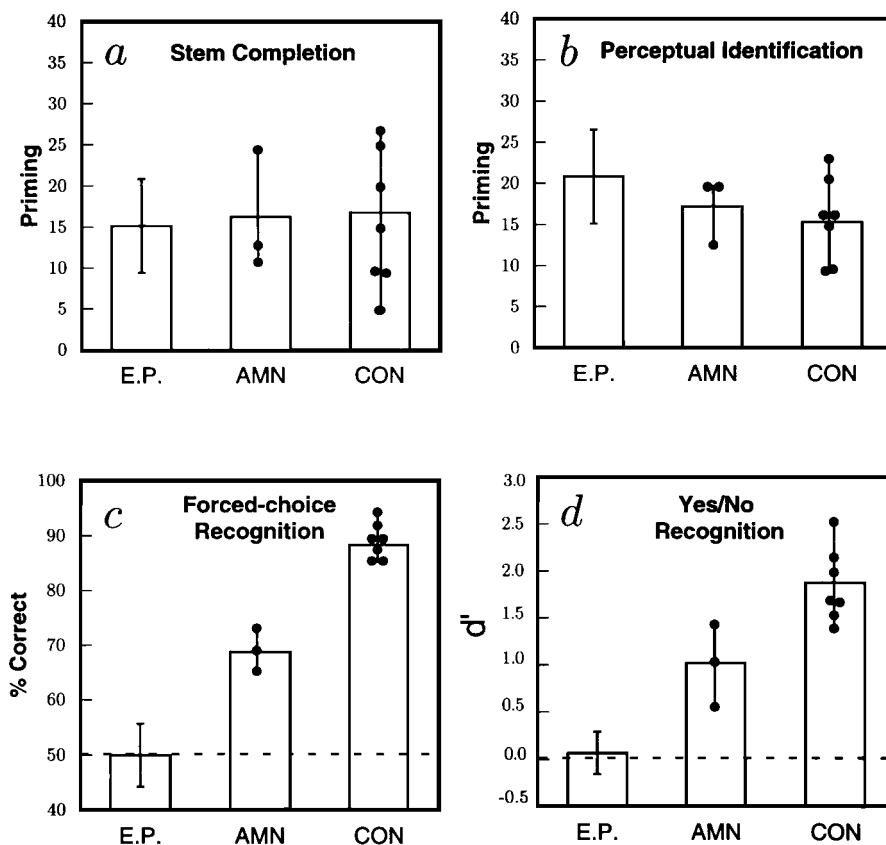 a Stem Completion
Priming
40
35
30
25
20
15
10
5
0
E.P. AMN CON
b Perceptual Identification
Priming
40
35
30
25
20
15
10
5
0
E.P. AMN CON
c Forced-choice
Recognition
% Correct
100
90
80
70
60
50
40
E.P. AMN CON
d Yes/No
Recognition
d'
3.0
2.5
2.0
1.5
1.0
0.5
0.0
-0.5
E.P. AMN CON